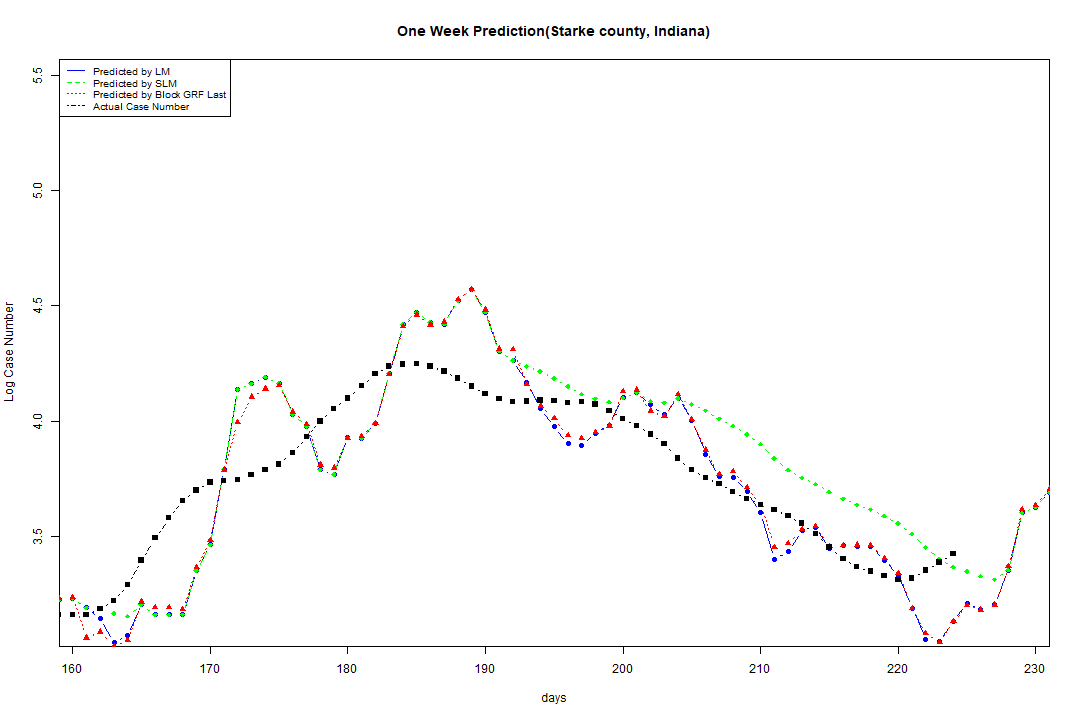 One Week Prediction(Starke county, Indiana)
Predicted by LM
Predicted by SLM
Predicted by Block GRF Last
Actual Case Number
5.5
5.0
4.5
4.0
3.5
Log Case Number
160 170 180 190 200 210 220 230
days